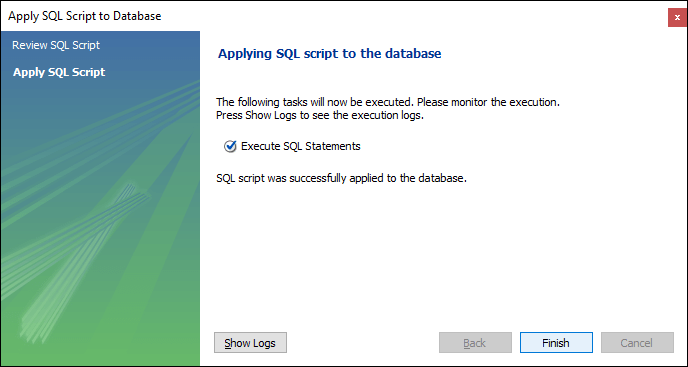 Apply SQL Script to Database
x
Review SQL Script
Apply SQL Script
Applying SQL script to the database
The following tasks will now be executed. Please monitor the execution.
Press Show Logs to see the execution logs.
Execute SQL Statements
SQL script was successfully applied to the database.
Show Logs
Back
Finish
Cancel